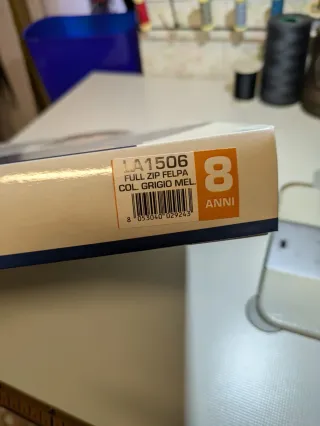 LA1506
FULL ZIP FELPA
COL. GRIGIO MEL.
8 053040 029243
8
ANNI